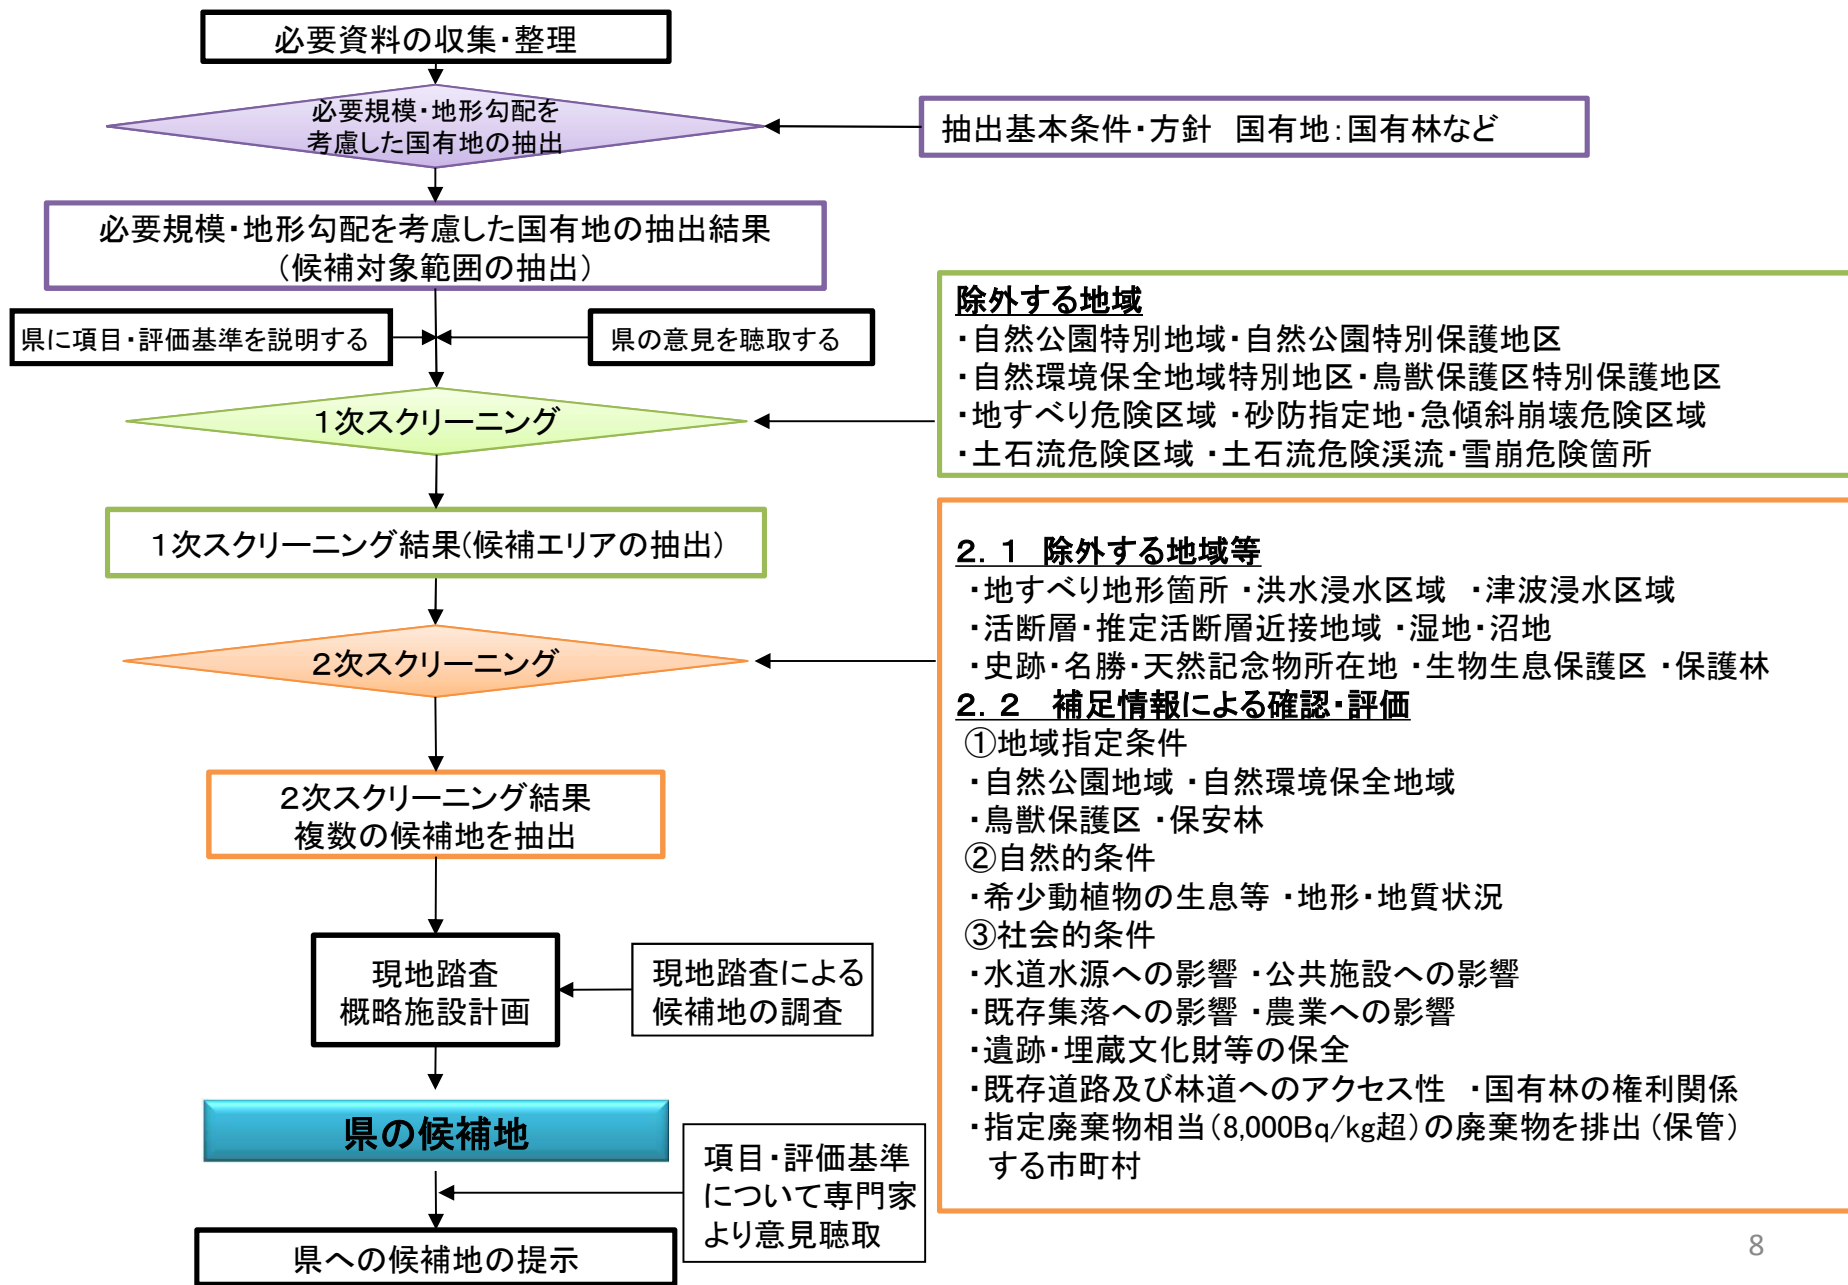 必要資料の収集・整理
必要規模・地形勾配を
考慮した国有地の抽出
抽出基本条件・方針　国有地：国有林など
必要規模・地形勾配を考慮した国有地の抽出結果
（候補対象範囲の抽出）
県に項目・評価基準を説明する
県の意見を聴取する
１次スクリーニング
除外する地域
・自然公園特別地域・自然公園特別保護地区
・自然環境保全地域特別地区・鳥獣保護区特別保護地区
・地すべり危険区域 ・砂防指定地・急傾斜崩壊危険区域
・土石流危険区域 ・土石流危険渓流・雪崩危険箇所
１次スクリーニング結果(候補エリアの抽出）
２次スクリーニング
２．１　除外する地域等
・地すべり地形箇所 ・洪水浸水区域　・津波浸水区域
・活断層・推定活断層近接地域 ・湿地・沼地
・史跡・名勝・天然記念物所在地 ・生物生息保護区 ・保護林
２．２　補足情報による確認・評価
①地域指定条件
・自然公園地域 ・自然環境保全地域
・鳥獣保護区 ・保安林
②自然的条件
・希少動植物の生息等 ・地形・地質状況
③社会的条件
・水道水源への影響 ・公共施設への影響
・既存集落への影響 ・農業への影響
・遺跡・埋蔵文化財等の保全
・既存道路及び林道へのアクセス性　・国有林の権利関係
・指定廃棄物相当（8,000Bq/kg超）の廃棄物を排出（保管）
する市町村
２次スクリーニング結果
複数の候補地を抽出
現地踏査
概略施設計画
現地踏査による
候補地の調査
県の候補地
項目・評価基準
について専門家
より意見聴取
県への候補地の提示
8